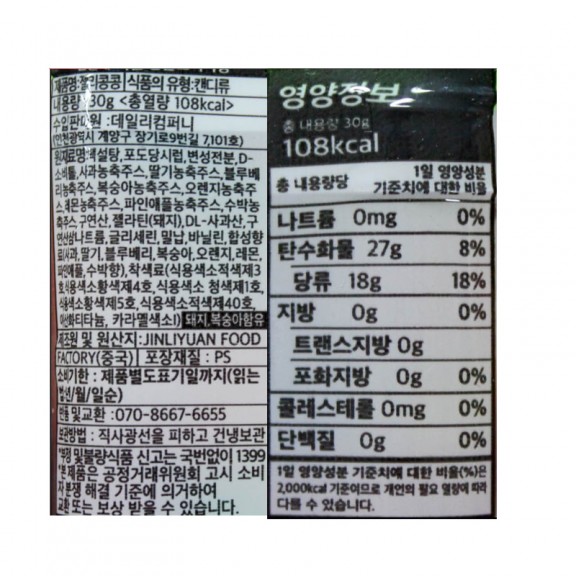 제품명:젤리콩콩 식품의 유형:캔디류
내용량: 30g <총열량 108kcal>
수입판매원 :데일리컴퍼니
(인천광역시 계양구 장기로9번길 7,101호)
원재료명:백설탕,포도당시럽,변성전분,D-
소비톨,사과농축주스,딸기농축주스,블루베
리농축주스,복숭아농축주스,오렌지농축주
스,레몬농축주스,파인애플농축주스,수박농
축주스,구연산,젤라틴(돼지),DL-사과산,구
연산삼나트륨,글리세린,밀납,바닐린,합성향
료(사과,딸기,블루베리,복숭아,오렌지,레몬,
파인애플,수박향),착색료(식용색소적색제3
호,식용색소황색제4호,식용색소 청색제1호,
식용색소황색제5호,식용색소적색제40호,
이산화티타늄, 카라멜색소I) 돼지,복숭아함유
제조원 및 원산지:JINLIYUAN FOOD
FACTORY(중국) 포장재질 : PS
소비기한 : 제품별도표기일까지(읽는
법:년/월/일순)
반품 및교환 :070-8667-6655
보관방법 : 직사광선을 피하고 건냉보관
*부정 및불량식품 신고는 국번없이 1399
*본 제품은 공정거래위원회 고시 소비
자 분쟁 해결 기준에 의거하여
교환 또는 보상 받을 수 있습니다.
영양정보
총 내용량 30g
108kcal
총 내용량당 1일 영양성분
기준치에 대한 비율
나트륨 0mg 0%
탄수화물 27g 8%
당류 18g 18%
지방 0g 0%
트랜스지방 0g
포화지방 0g 0%
콜레스테롤 0mg 0%
단백질 0g 0%
1일 영양성분 기준치에 대한 비율(%)은
2,000kcal 기준이므로 개인의 필요 열량에 따라
다를 수 있습니다.